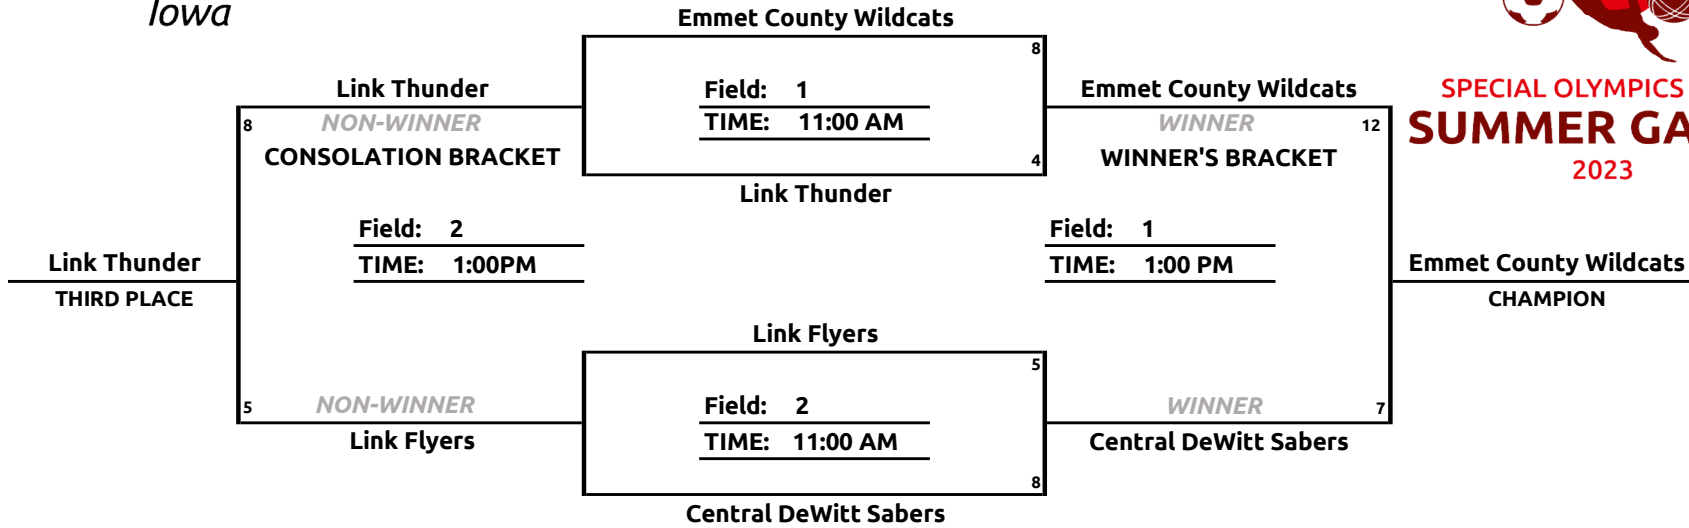 Iowa
Emmet County Wildcats
8
Link Thunder
Field: 1
Emmet County Wildcats
SPECIAL OLYMPICS
8
NON-WINNER
TIME: 11:00 AM
WINNER
12
SUMMER GA
CONSOLATION BRACKET
4
WINNER'S BRACKET
2023
Link Thunder
Field: 2
Field: 1
Link Thunder
TIME: 1:00PM
TIME: 1:00 PM
Emmet County Wildcats
THIRD PLACE
CHAMPION
Link Flyers
5
5
NON-WINNER
Field: 2
WINNER
7
Link Flyers
TIME: 11:00 AM
Central DeWitt Sabers
8
Central DeWitt Sabers